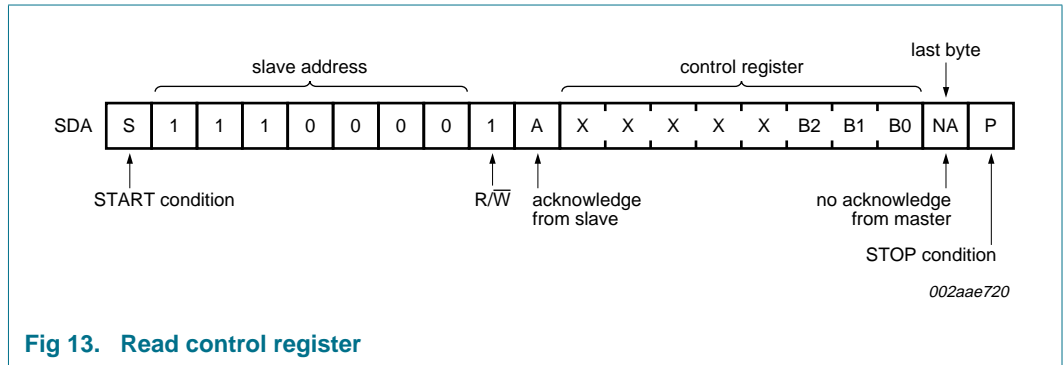 last byte
slave address control register
SDA S 1 1 1 0 0 0 0 1 A X X X X X B2 B1 B0 NA P
START condition R/W̅ acknowledge from slave no acknowledge from master
STOP condition
002aae720
Fig 13. Read control register